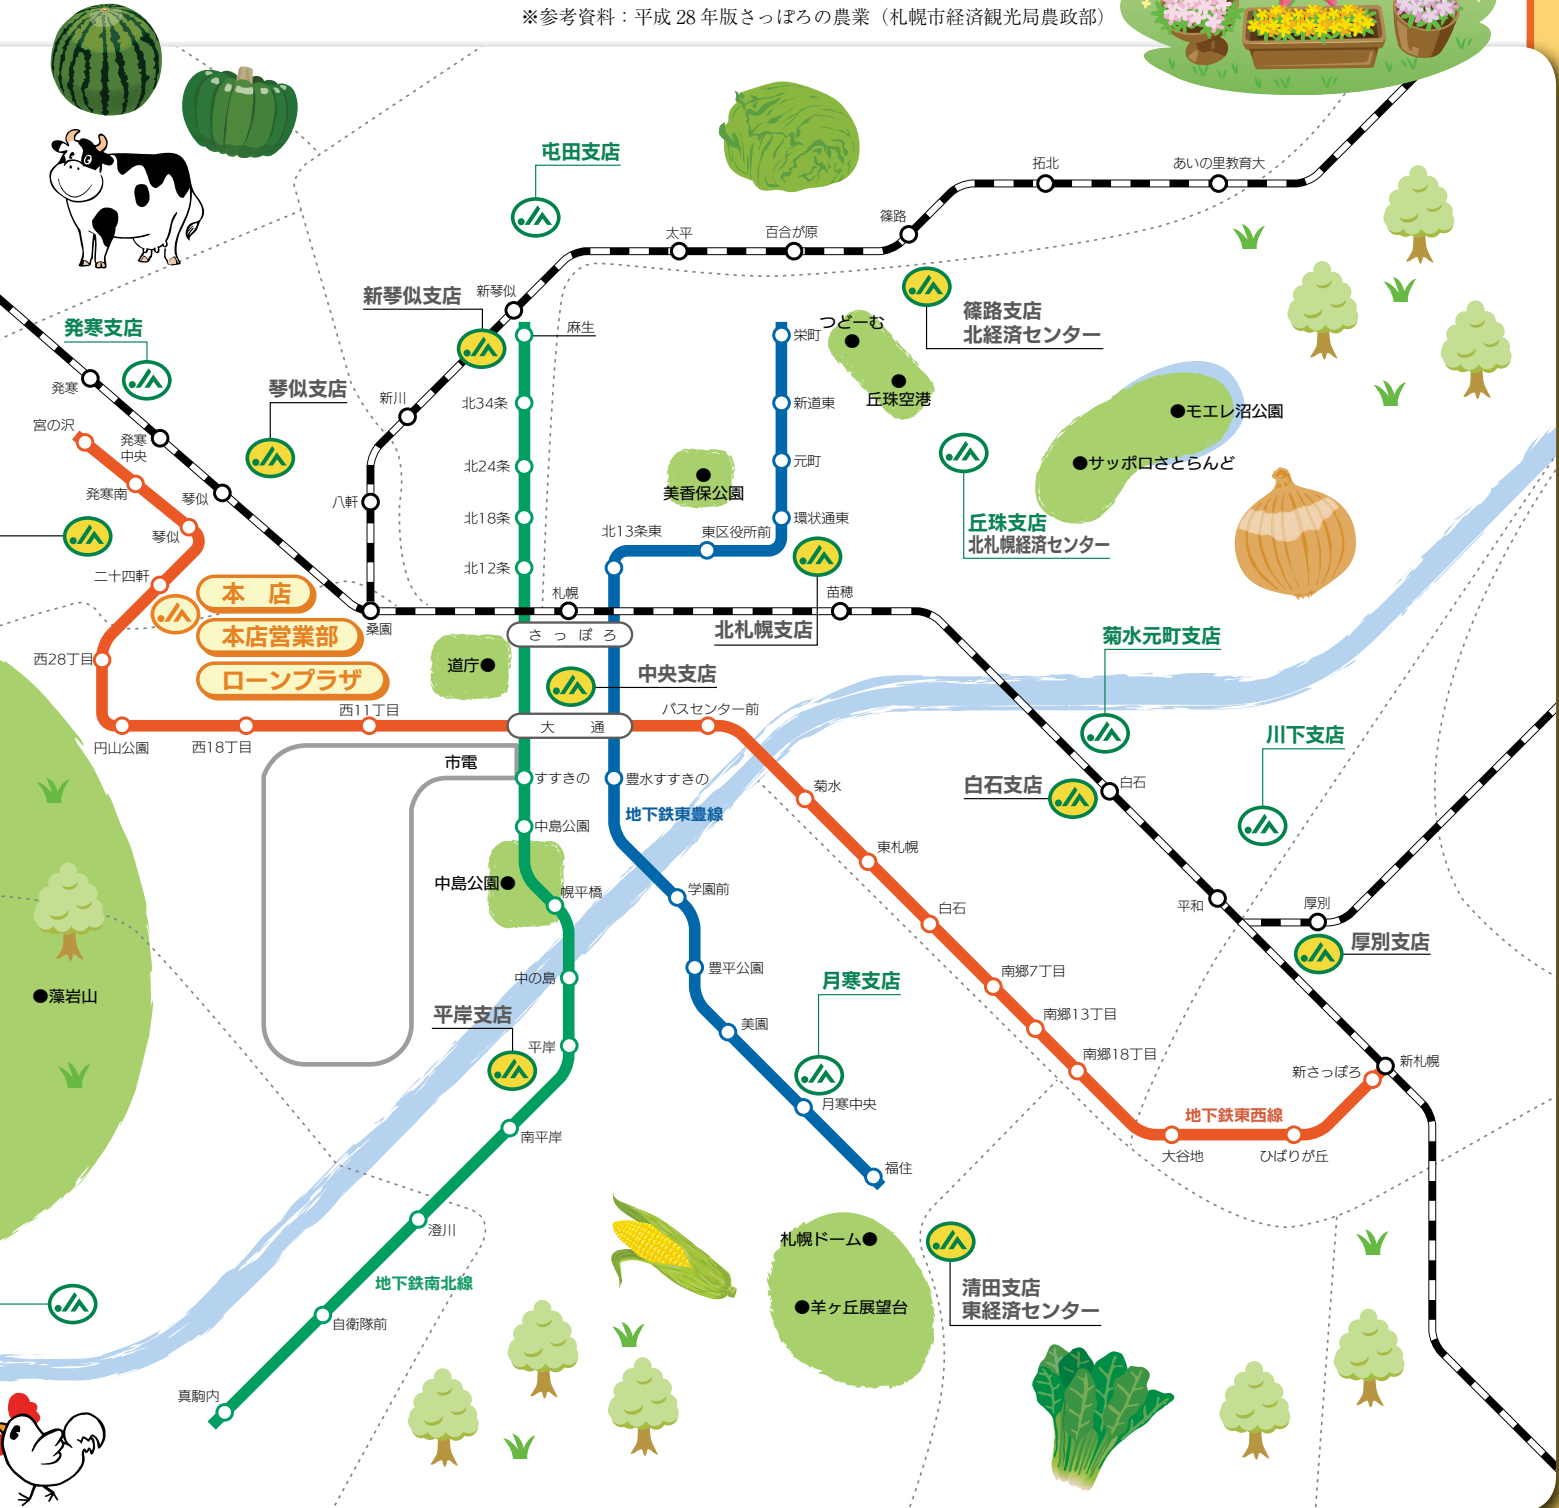 ※参考資料：平成28年版さっぽろの農業（札幌市経済観光局農政部）
屯田支店
拓北
あいの里教育大
篠路
太平
百合が原
新琴似支店
新琴似
篠路支店
北経済センター
発寒支店
麻生
つどーむ
栄町
発寒
琴似支店
新川
北34条
新道東
丘珠空港
モエレ沼公園
宮の沢
発寒
中央
北24条
元町
サッポロさとらんど
発寒南
琴似
八軒
美香保公園
北18条
環状通東
丘珠支店
北札幌経済センター
琴似
北13条東
東区役所前
二十四軒
北12条
本　店
札幌
苗穂
桑園
さっぽろ
北札幌支店
本店営業部
菊水元町支店
西28丁目
道庁
中央支店
ローンプラザ
西11丁目
バスセンター前
大　通
円山公園
西18丁目
市電
川下支店
すすきの
豊水すすきの
白石支店
白石
菊水
地下鉄東豊線
中島公園
東札幌
中島公園
幌平橋
学園前
白石
平和
厚別
厚別支店
豊平公園
中の島
月寒支店
南郷7丁目
藻岩山
平岸支店
美園
南郷13丁目
平岸
南郷18丁目
新札幌
新さっぽろ
月寒中央
地下鉄東西線
南平岸
大谷地
ひばりが丘
福住
澄川
札幌ドーム
地下鉄南北線
清田支店
東経済センター
羊ヶ丘展望台
自衛隊前
真駒内